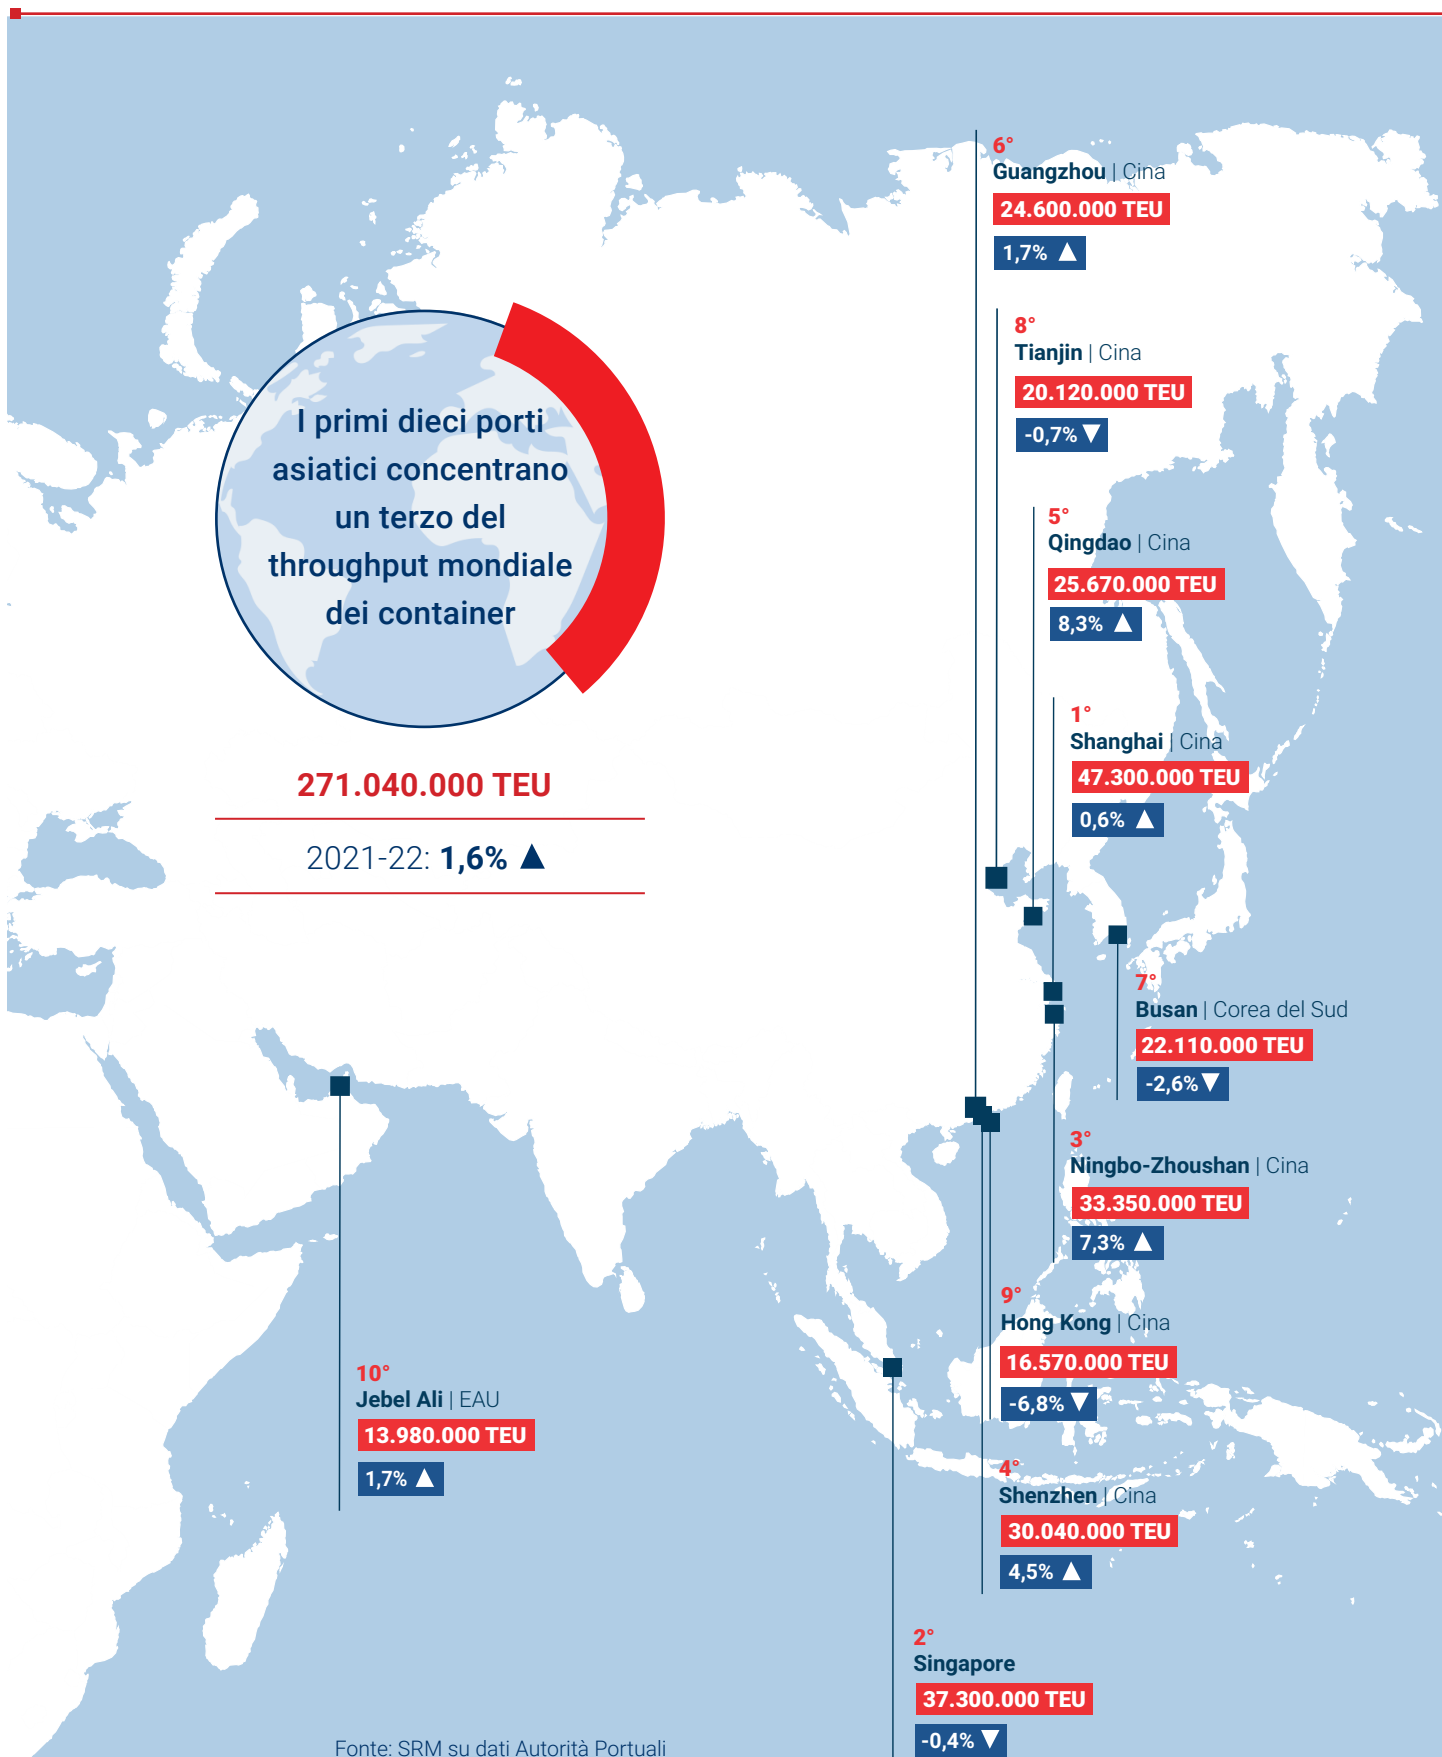 6°
Guangzhou | Cina
24.600.000 TEU
1,7%
8°
Tianjin | Cina
20.120.000 TEU
-0,7%
I primi dieci porti
asiatici concentrano
un terzo del
throughput mondiale
dei container
271.040.000 TEU
2021-22: 1,6%
5°
Qingdao | Cina
25.670.000 TEU
8,3%
1°
Shanghai | Cina
47.300.000 TEU
0,6%
7°
Busan | Corea del Sud
22.110.000 TEU
-2,6%
3°
Ningbo-Zhoushan | Cina
33.350.000 TEU
7,3%
9°
Hong Kong | Cina
16.570.000 TEU
-6,8%
10°
Jebel Ali | EAU
13.980.000 TEU
1,7%
4°
Shenzhen | Cina
30.040.000 TEU
4,5%
2°
Singapore
37.300.000 TEU
-0,4%
Fonte: SRM su dati Autorità Portuali